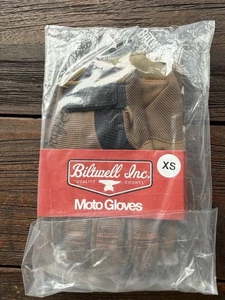 XS
Biltwell Inc.
"QUALITY COUNTS"
Moto Gloves